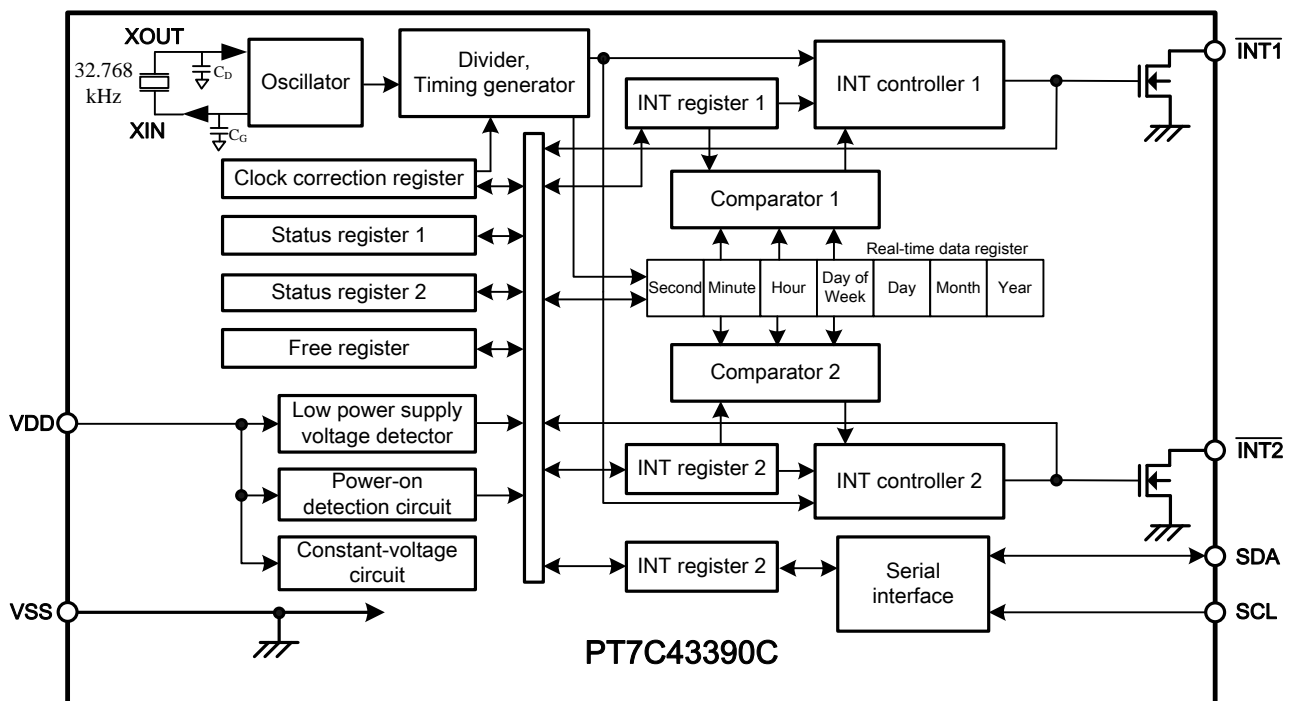 XOUT
32.768
kHz
XIN
CD
CG
Oscillator
Divider,
Timing generator
INT register 1
INT controller 1
INT1
Clock correction register
Comparator 1
Status register 1
Real-time data register
Second
Minute
Hour
Day of
Week
Day
Month
Year
Status register 2
Free register
Comparator 2
VDD
Low power supply
voltage detector
INT register 2
INT controller 2
INT2
Power-on
detection circuit
Constant-voltage
circuit
INT register 2
Serial
interface
SDA
SCL
VSS
PT7C43390C